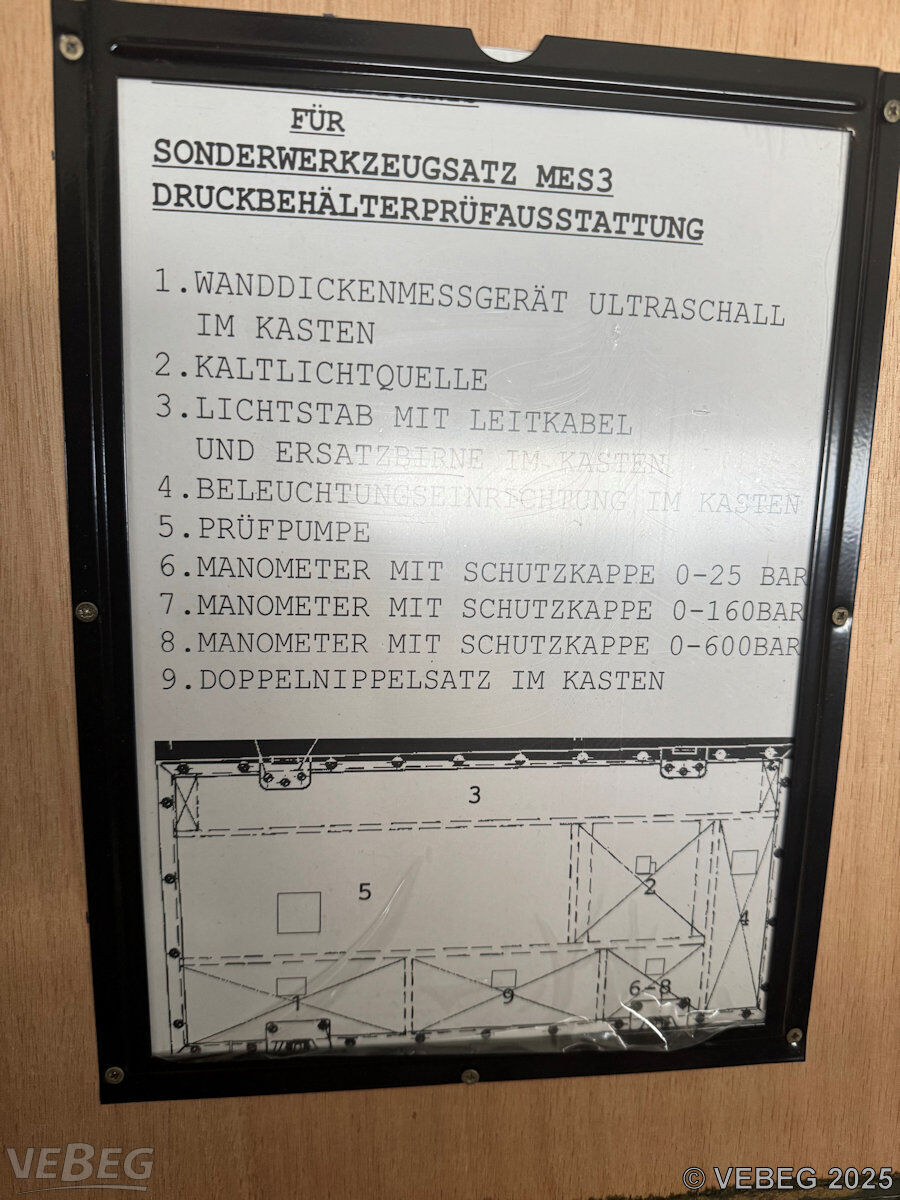 FÜR
SONDERWERKZEUGSATZ MES3
DRUCKBEHÄLTERPRÜFAUSSTATTUNG
1.WANDDICKENMESSGERÄT ULTRASCHALL
IM KASTEN
2.KALTLICHTQUELLE
3.LICHTSTAB MIT LEITKABEL
UND ERSATZBIRNE IM KASTEN
4.BELEUCHTUNGSEINRICHTUNG IM KASTEN
5.PRÜFPUMPE
6.MANOMETER MIT SCHUTZKAPPE 0-25 BAR
7.MANOMETER MIT SCHUTZKAPPE 0-160BAR
8.MANOMETER MIT SCHUTZKAPPE 0-600BAR
9.DOPPELNIPPELSATZ IM KASTEN
3
5
2
4
1
9
6-8
VEBEG
© VEBEG 2025